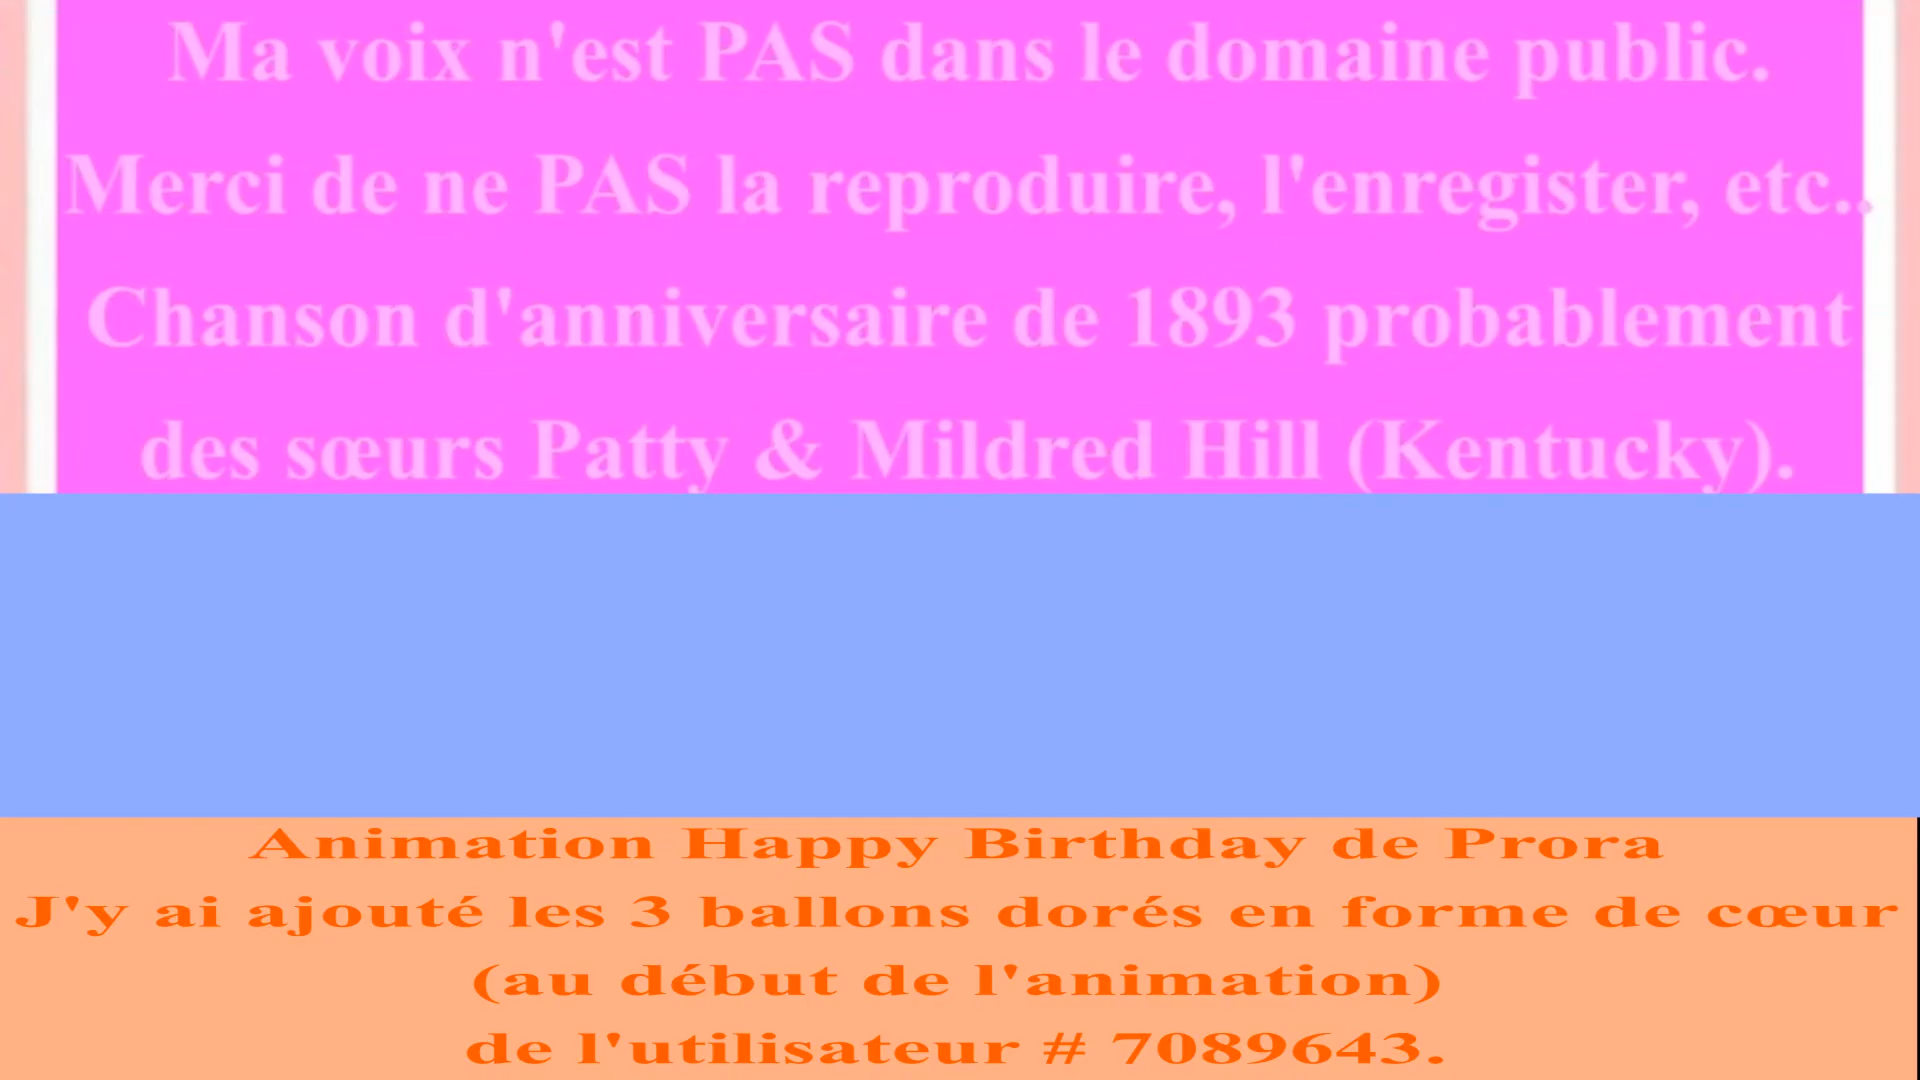 Ma voix n'est PAS dans le domaine public.
Merci de ne PAS la reproduire, l'enregister, etc..
Chanson d'anniversaire de 1893 probablement
des sœurs Patty & Mildred Hill (Kentucky).
Animation Happy Birthday de Prora
J'y ai ajouté les 3 ballons dorés en forme de cœur
(au début de l'animation)
de l'utilisateur # 7089643.